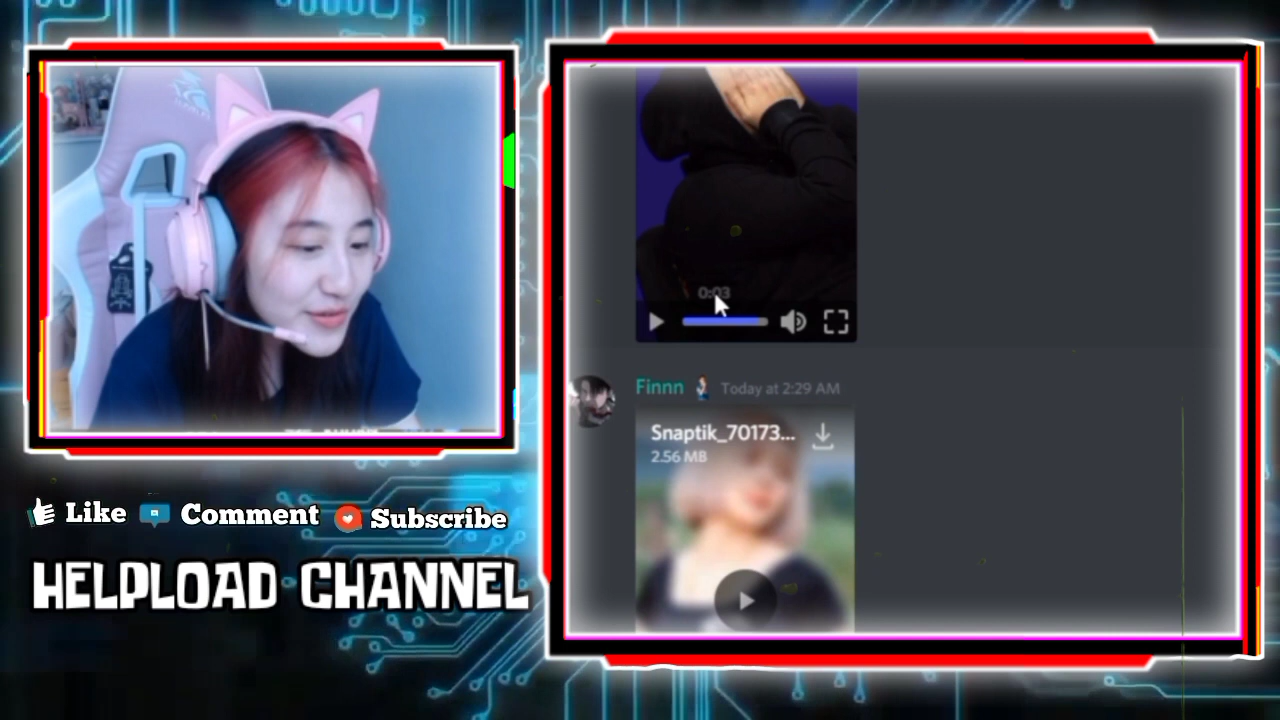 0:03
Finnn Today at 2:29 AM
Snaptik_70173...
2.56 MB
Like Comment Subscribe
HELPLOAD CHANNEL